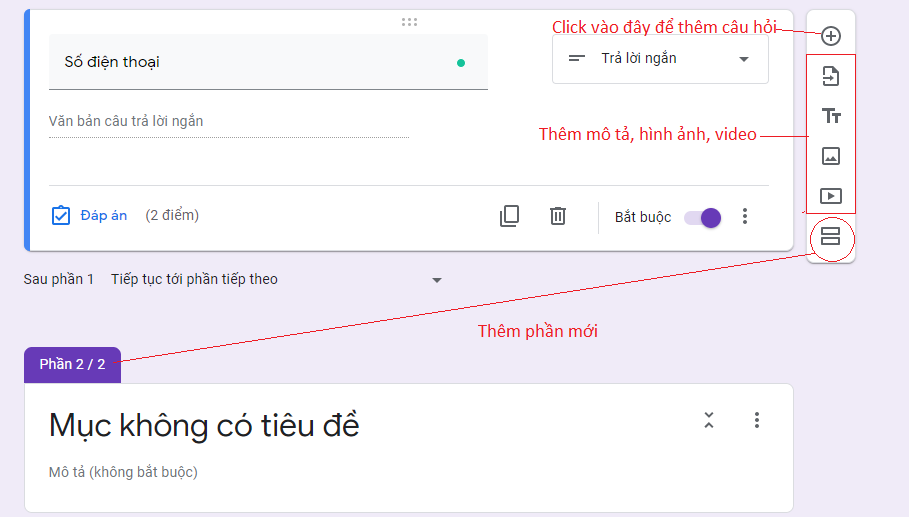 Click vào đây để thêm câu hỏi
Số điện thoại
Trả lời ngắn
Văn bản câu trả lời ngắn
Thêm mô tả, hình ảnh, video
Đáp án (2 điểm)
Bắt buộc
Sau phần 1 Tiếp tục tới phần tiếp theo
Thêm phần mới
Phần 2 / 2
Mục không có tiêu đề
Mô tả (không bắt buộc)